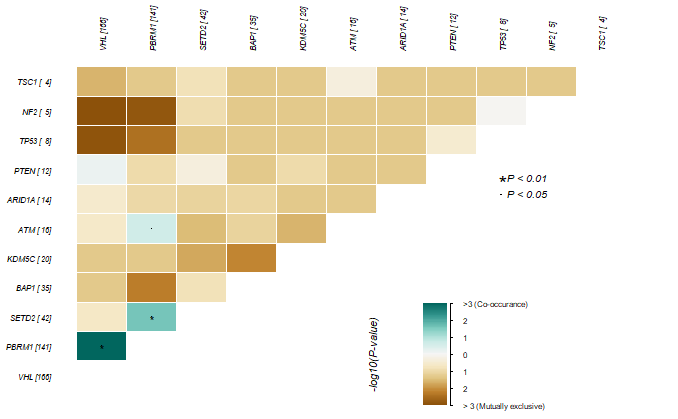 VHL [166]
PBRM1 [141]
SETD2 [ 42]
BAP1 [ 35]
KDM5C [ 20]
ATM [ 16]
ARID1A [ 14]
PTEN [ 12]
TP53 [ 8]
NF2 [ 5]
TSC1 [ 4]
TSC1 [ 4]
NF2 [ 5]
TP53 [ 8]
PTEN [ 12]
ARID1A [ 14]
ATM [ 16]
KDM5C [ 20]
BAP1 [ 35]
SETD2 [ 42]
PBRM1 [141]
VHL [166]
* P < 0.01
· P < 0.05
-log10(P-value)
>3 (Co-occurance)
2
1
0
1
2
> 3 (Mutually exclusive)